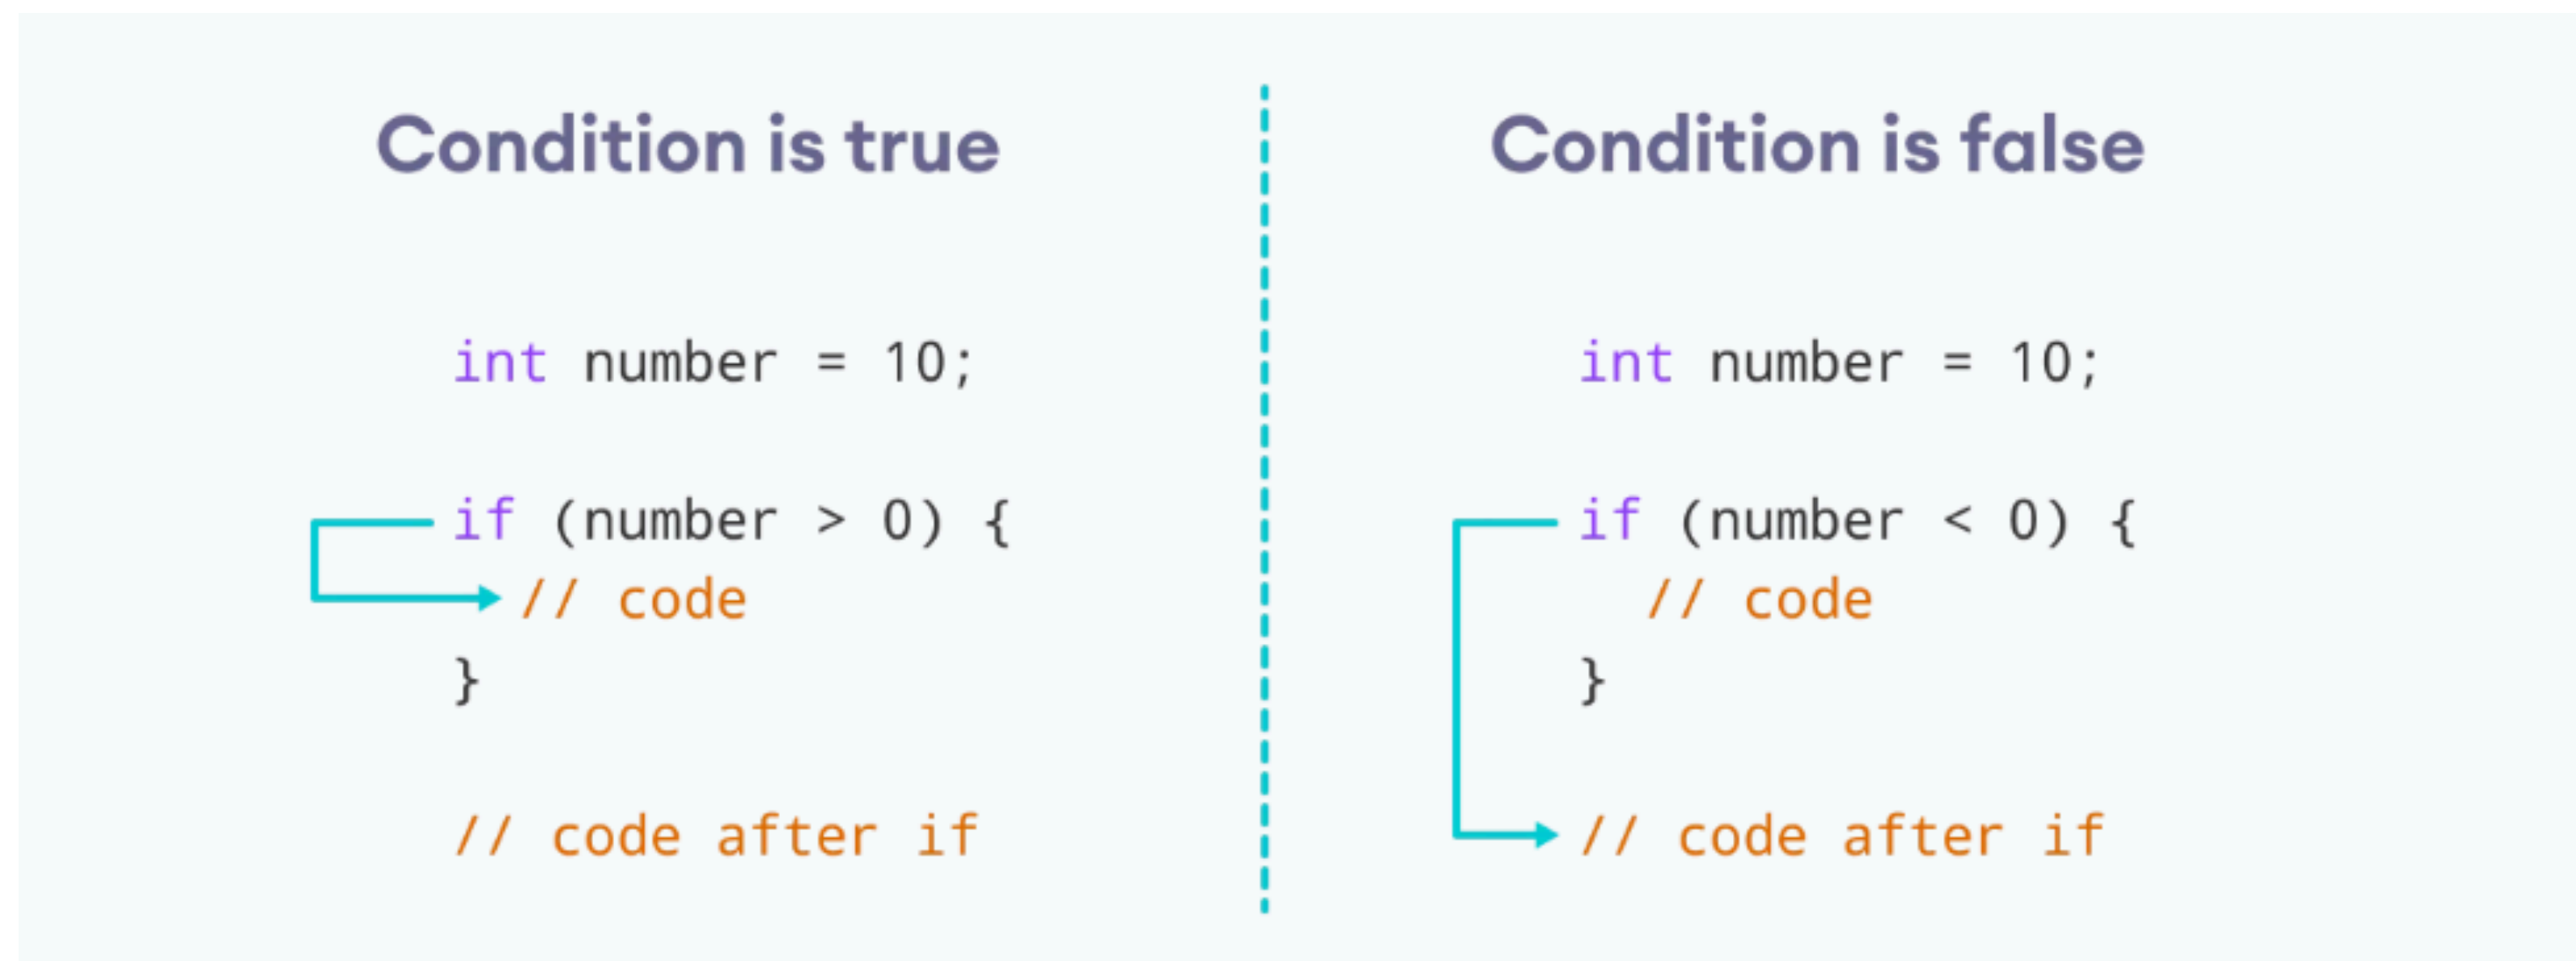 Condition is true
int number = 10;
if (number > 0) {
// code
}
// code after if
Condition is false
int number = 10;
if (number < 0) {
// code
}
// code after if